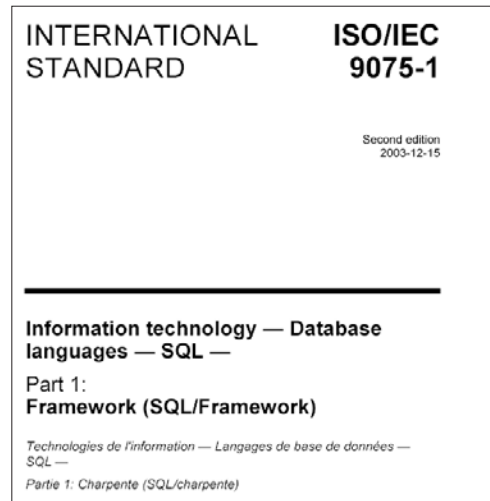 INTERNATIONAL STANDARD
ISO/IEC 9075-1
Second edition
2003-12-15
Information technology — Database
languages — SQL —
Part 1:
Framework (SQL/Framework)
Technologies de l'information — Langages de base de données —
SQL —
Partie 1: Charpente (SQL/charpente)